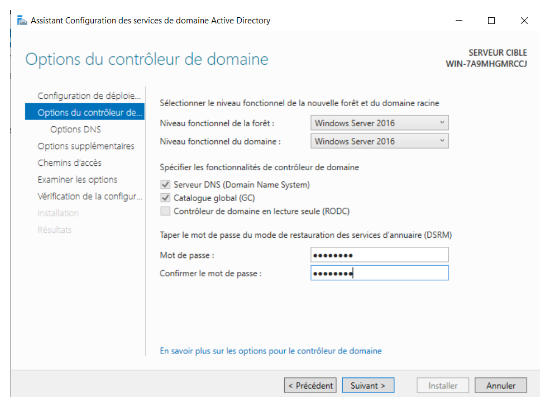 Assistant Configuration des services de domaine Active Directory
Options du contrôleur de domaine
SERVEUR CIBLE
WIN-7A9MHGMRCCJ
Configuration de déploie...
Options du contrôleur de...
Options DNS
Options supplémentaires
Chemins d'accès
Examiner les options
Vérification de la configur...
Installation
Résultats
Sélectionner le niveau fonctionnel de la nouvelle forêt et du domaine racine
Niveau fonctionnel de la forêt : Windows Server 2016
Niveau fonctionnel du domaine : Windows Server 2016
Spécifier les fonctionnalités de contrôleur de domaine
Serveur DNS (Domain Name System)
Catalogue global (GC)
Contrôleur de domaine en lecture seule (RODC)
Taper le mot de passe du mode de restauration des services d'annuaire (DSRM)
Mot de passe : ●●●●●●●●
Confirmer le mot de passe : ●●●●●●●●
En savoir plus sur les options pour le contrôleur de domaine
< Précédent Suivant > Installer Annuler